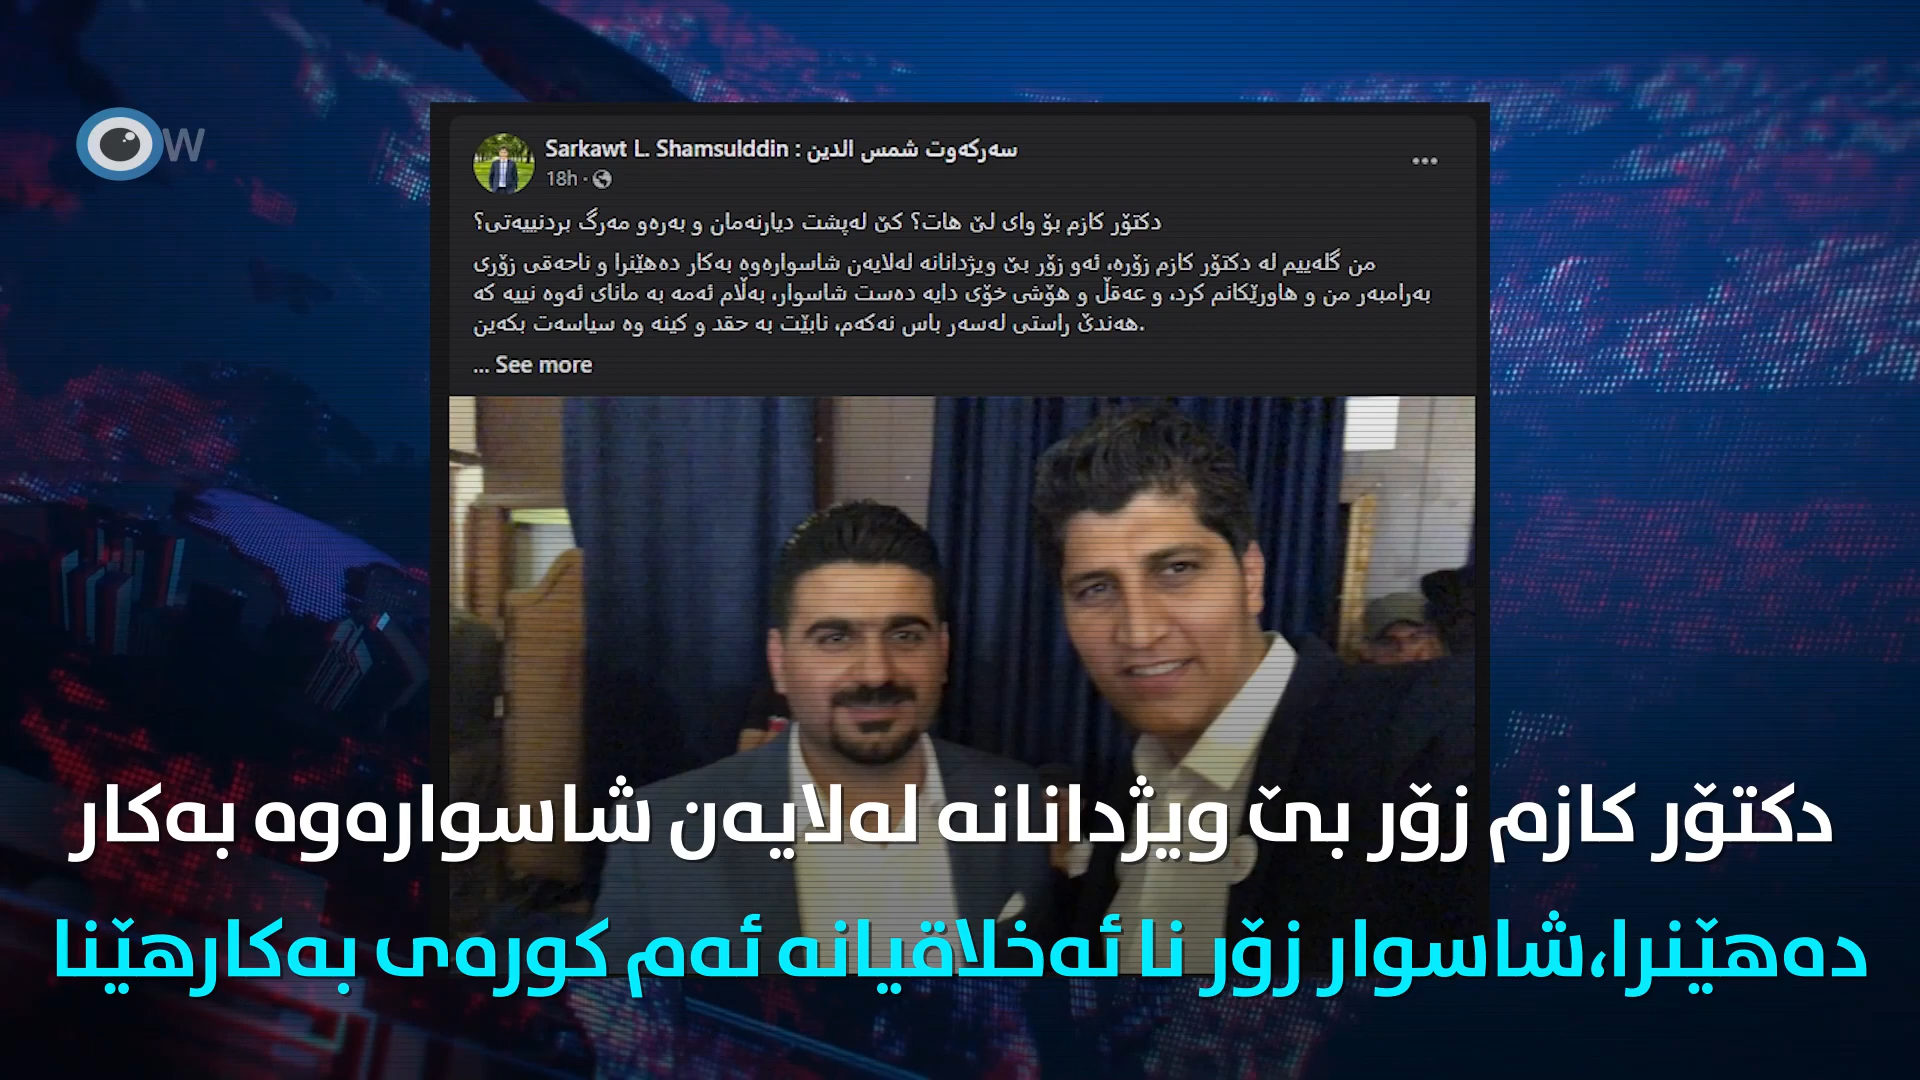 W
Sarkawt L. Shamsulddin : سەرکەوت شمس الدین
18h ·
دکتۆر کازم بۆ وای لێ هات؟ کێ لەپشت دیارنەمان و بەرەو مەرگ بردنییەتی؟
من گلەییم لە دکتۆر کازم زۆرە، ئەو زۆر بێ ویژدانانە لەلایەن شاسوارەوە بەکار دەهێنرا و ناحەقی زۆری
بەرامبەر من و هاورێکانم کرد، و عەقڵ و هۆشی خۆی دایە دەست شاسوار، بەڵام ئەمە بە مانای ئەوە نییە کە
هەندێ راستی لەسەر باس نەکەم، نابێت بە حقد و کینە وە سیاسەت بکەین.
... See more
دکتۆر کازم زۆر بێ ویژدانانە لەلایەن شاسوارەوە بەکار
دەهێنرا،شاسوار زۆر نا ئەخلاقیانە ئەم کورەی بەکارهێنا